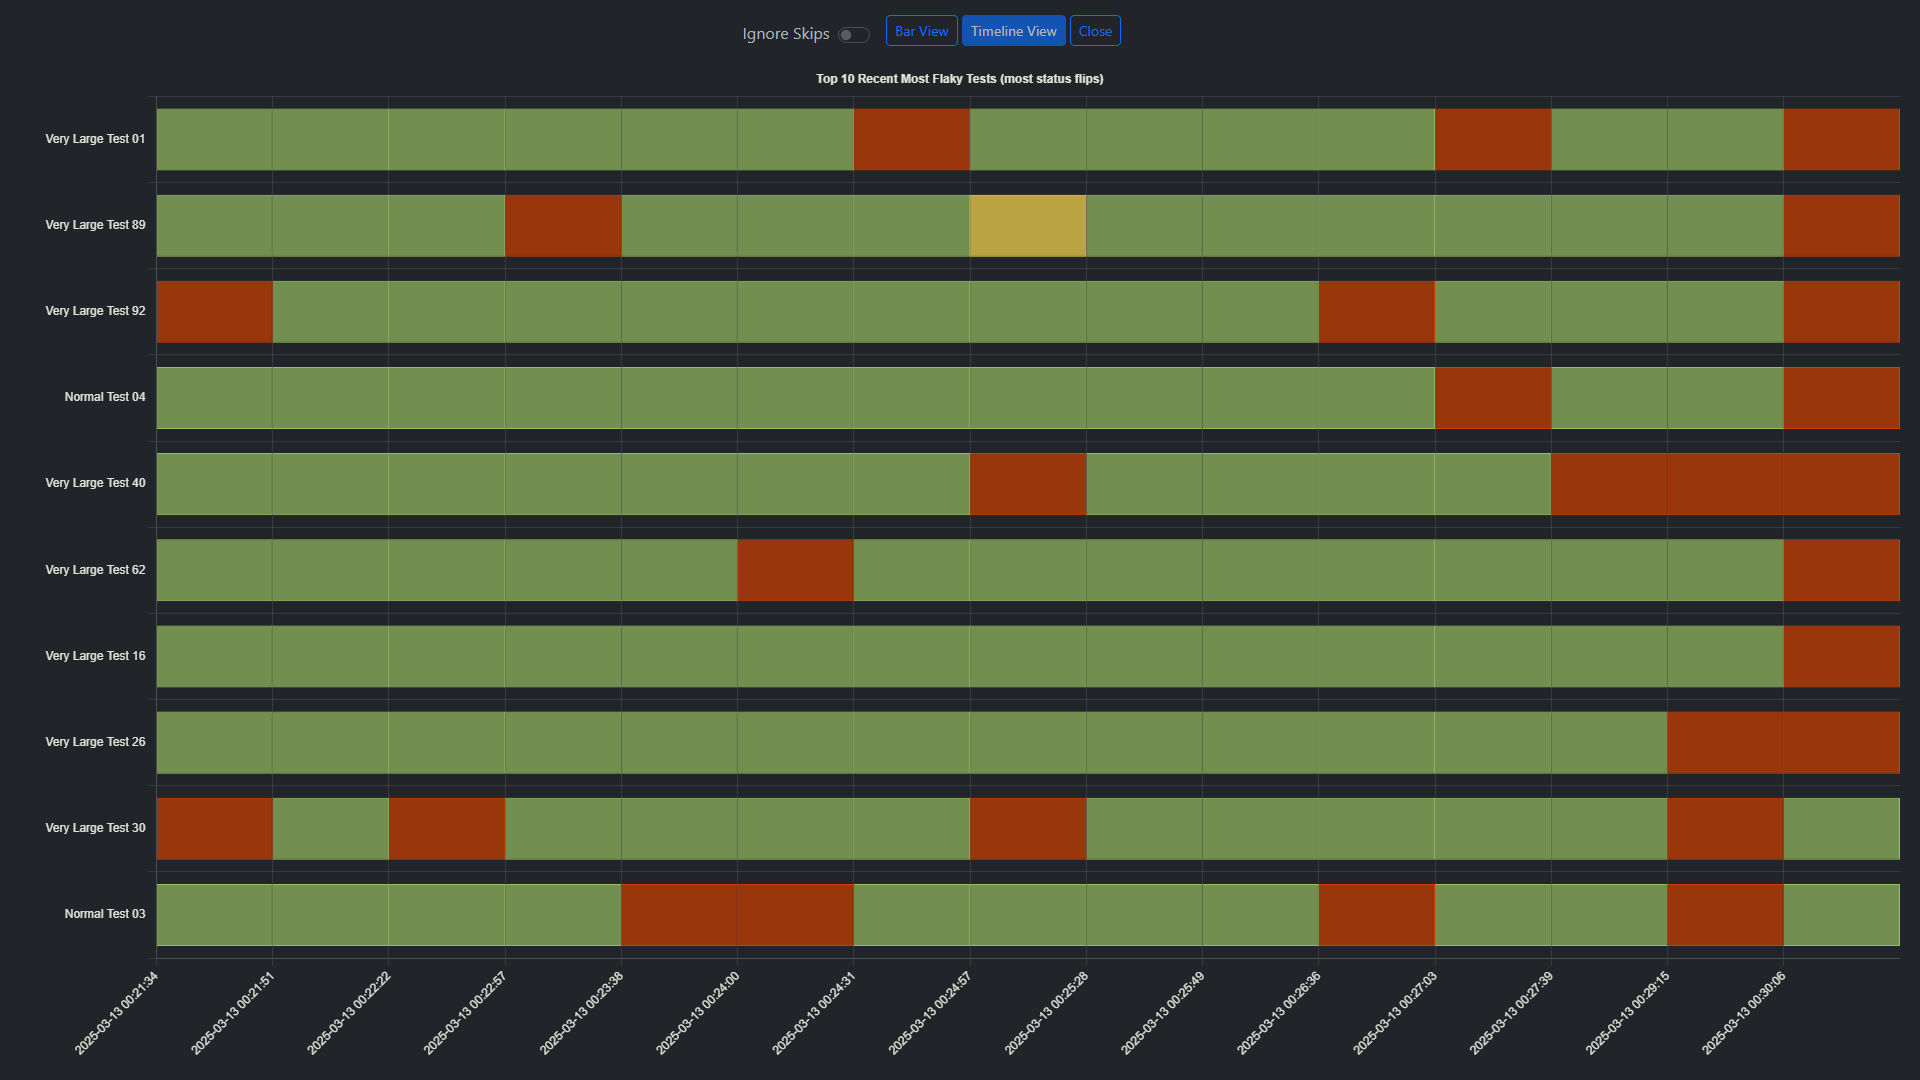 Ignore Skips
Bar View
Timeline View
Close
Top 10 Recent Most Flaky Tests (most status flips)
Very Large Test 01
Very Large Test 89
Very Large Test 92
Normal Test 04
Very Large Test 40
Very Large Test 62
Very Large Test 16
Very Large Test 26
Very Large Test 30
Normal Test 03
2025-03-13 00:21:34
2025-03-13 00:21:51
2025-03-13 00:22:22
2025-03-13 00:22:57
2025-03-13 00:23:38
2025-03-13 00:24:00
2025-03-13 00:24:31
2025-03-13 00:24:57
2025-03-13 00:25:28
2025-03-13 00:25:49
2025-03-13 00:26:36
2025-03-13 00:27:03
2025-03-13 00:27:39
2025-03-13 00:29:15
2025-03-13 00:30:06